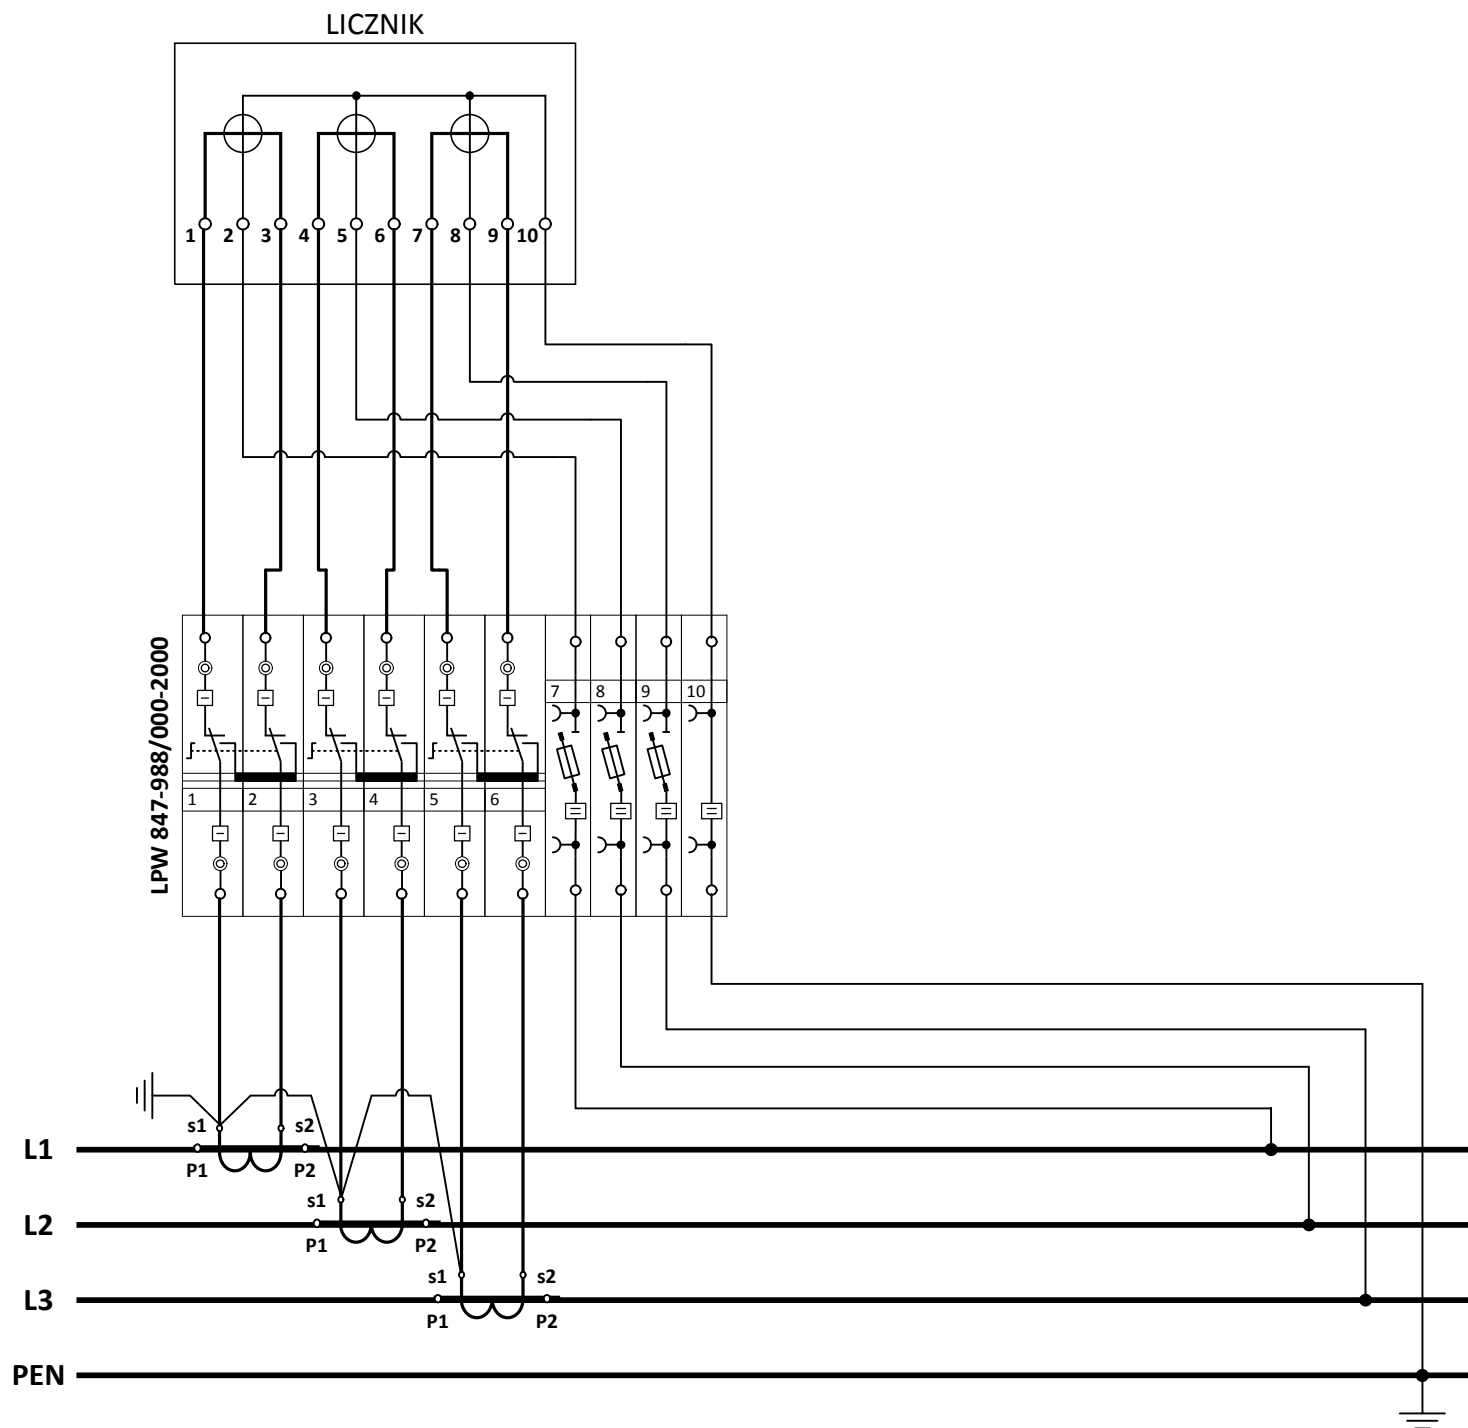 LICZNIK
1 2 3 4 5 6 7 8 9 10
LPW 847-988/000-2000
7 8 9 10
1 2 3 4 5 6
s1 s2
L1
P1 P2
s1 s2
L2
P1 P2
s1 s2
L3
P1 P2
PEN